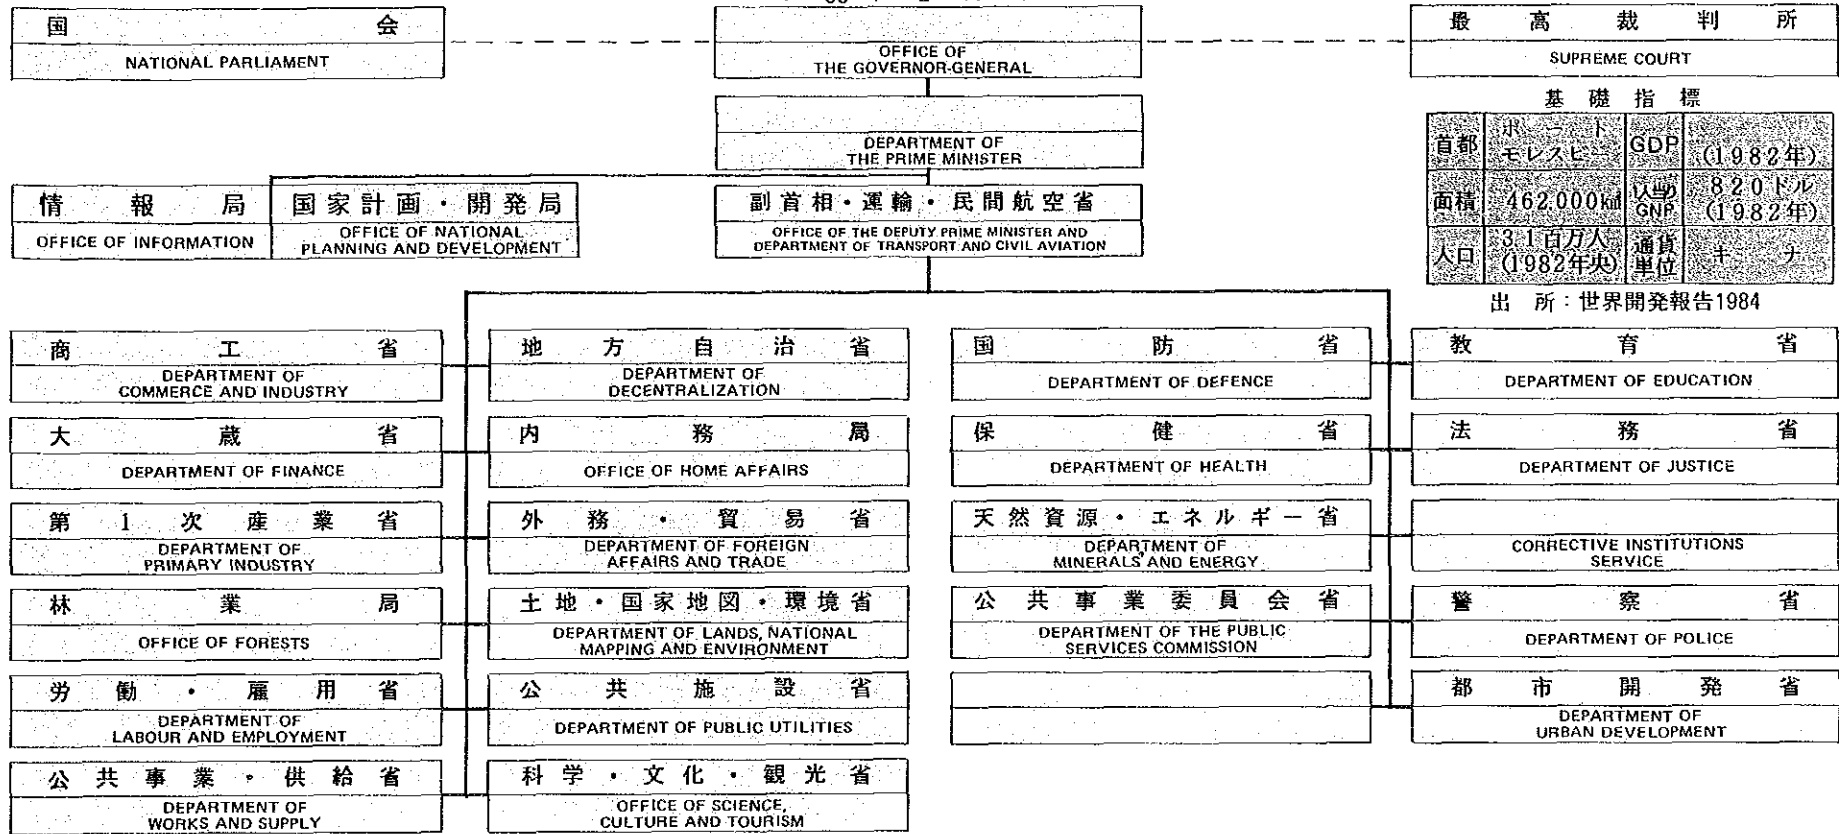 国会
NATIONAL PARLIAMENT
OFFICE OF
THE GOVERNOR-GENERAL
最高裁判所
SUPREME COURT
DEPARTMENT OF
THE PRIME MINISTER
基礎指標
首都 ポート モレスビー GDP (1982年)
面積 462,000km² 1人当り GNP 820ドル (1982年)
人口 3.1百万人 (1982年央) 通貨単位 キナ
出所:世界開発報告1984
情報局
OFFICE OF INFORMATION
国家計画・開発局
OFFICE OF NATIONAL
PLANNING AND DEVELOPMENT
副首相・運輸・民間航空省
OFFICE OF THE DEPUTY PRIME MINISTER AND
DEPARTMENT OF TRANSPORT AND CIVIL AVIATION
商工省
DEPARTMENT OF
COMMERCE AND INDUSTRY
地方自治省
DEPARTMENT OF
DECENTRALIZATION
国防省
DEPARTMENT OF DEFENCE
教育省
DEPARTMENT OF EDUCATION
大蔵省
DEPARTMENT OF FINANCE
内務局
OFFICE OF HOME AFFAIRS
保健省
DEPARTMENT OF HEALTH
法務省
DEPARTMENT OF JUSTICE
第1次産業省
DEPARTMENT OF
PRIMARY INDUSTRY
外務・貿易省
DEPARTMENT OF FOREIGN
AFFAIRS AND TRADE
天然資源・エネルギー省
DEPARTMENT OF
MINERALS AND ENERGY
CORRECTIVE INSTITUTIONS
SERVICE
林業局
OFFICE OF FORESTS
土地・国家地図・環境省
DEPARTMENT OF LANDS, NATIONAL
MAPPING AND ENVIRONMENT
公共事業委員会省
DEPARTMENT OF THE PUBLIC
SERVICES COMMISSION
警察省
DEPARTMENT OF POLICE
労働・雇用省
DEPARTMENT OF
LABOUR AND EMPLOYMENT
公共施設省
DEPARTMENT OF PUBLIC UTILITIES
都市開発省
DEPARTMENT OF
URBAN DEVELOPMENT
公共事業・供給省
DEPARTMENT OF
WORKS AND SUPPLY
科学・文化・観光省
OFFICE OF SCIENCE,
CULTURE AND TOURISM